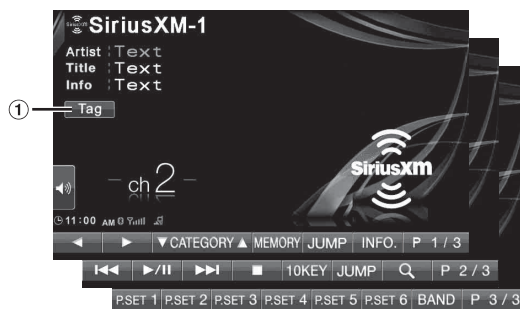 SiriusXM-1
Artist Text
Title Text
Info Text
1 Tag
ch 2
SiriusXM
11:00 AM
▼CATEGORY▲ MEMORY JUMP INFO. P 1/3
10KEY JUMP P 2/3
P.SET 1 P.SET 2 P.SET 3 P.SET 4 P.SET 5 P.SET 6 BAND P 3/3